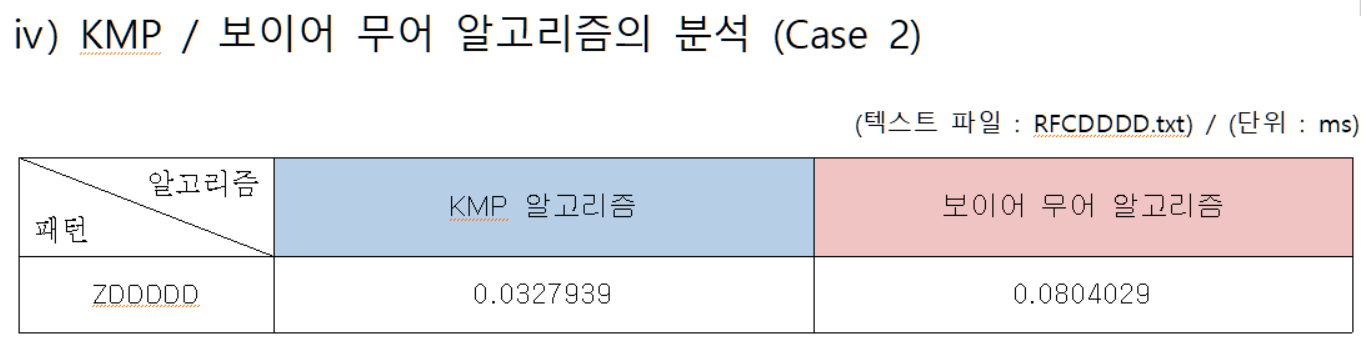 iv) KMP / 보이어 무어 알고리즘의 분석 (Case 2)
(텍스트 파일 : RFCDDDD.txt) / (단위 : ms)
알고리즘
패턴
KMP 알고리즘
보이어 무어 알고리즘
ZDDDDD
0.0327939
0.0804029